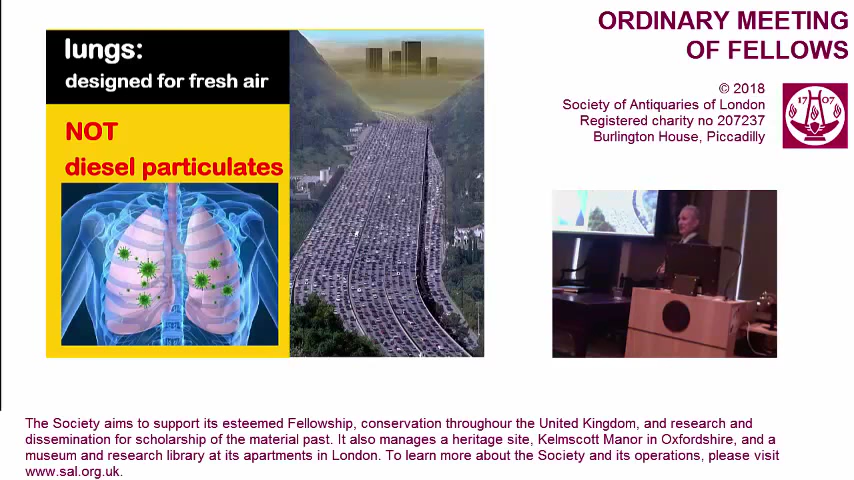 lungs:
designed for fresh air
NOT
diesel particulates
ORDINARY MEETING
OF FELLOWS
© 2018
Society of Antiquaries of London
Registered charity no 207237
Burlington House, Piccadilly
17 07
The Society aims to support its esteemed Fellowship, conservation throughour the United Kingdom, and research and
dissemination for scholarship of the material past. It also manages a heritage site, Kelmscott Manor in Oxfordshire, and a
museum and research library at its apartments in London. To learn more about the Society and its operations, please visit
www.sal.org.uk.